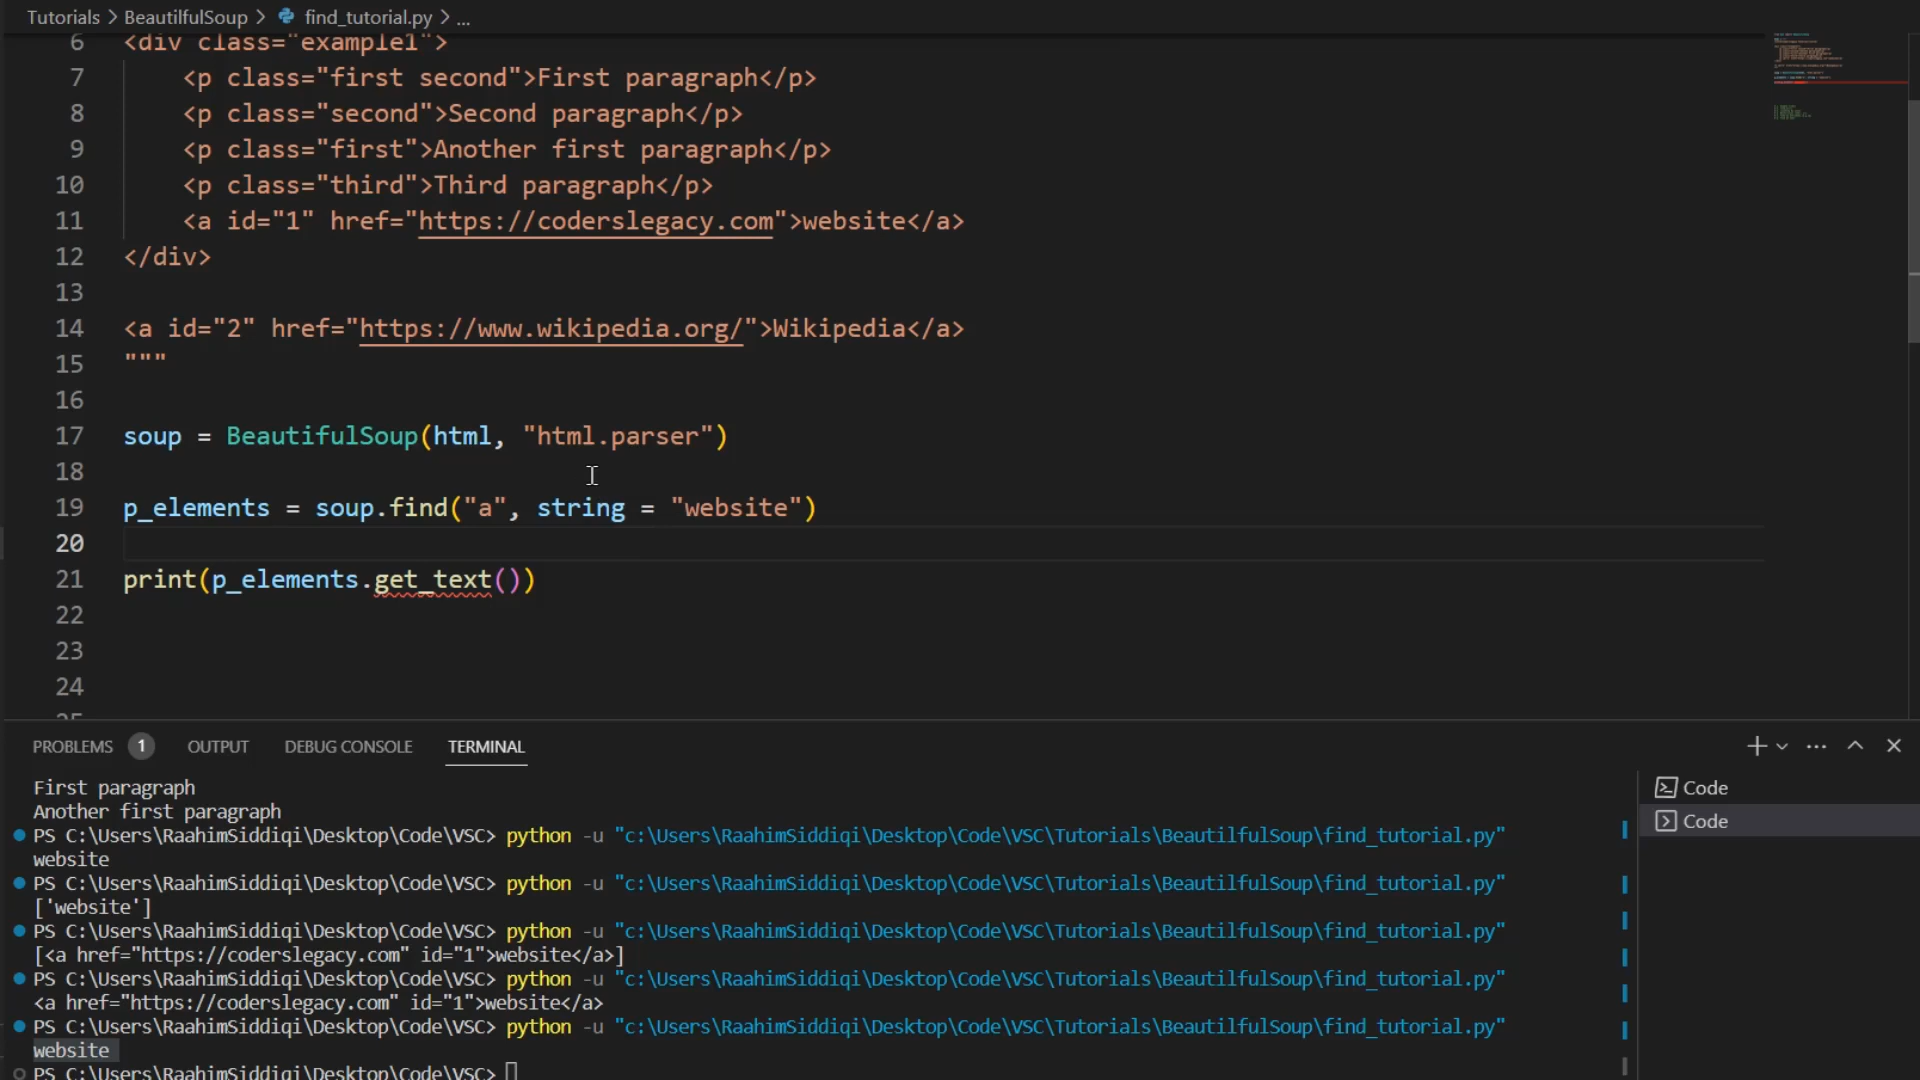 Tutorials > BeautilfulSoup > find_tutorial.py > ...
6 <div class="example1">
7 <p class="first second">First paragraph</p>
8 <p class="second">Second paragraph</p>
9 <p class="first">Another first paragraph</p>
10 <p class="third">Third paragraph</p>
11 <a id="1" href="https://coderslegacy.com">website</a>
12 </div>
13
14 <a id="2" href="https://www.wikipedia.org/">Wikipedia</a>
15 """
16
17 soup = BeautifulSoup(html, "html.parser")
18
19 p_elements = soup.find("a", string = "website")
20
21 print(p_elements.get_text())
22
23
24
25
PROBLEMS 1 OUTPUT DEBUG CONSOLE TERMINAL
First paragraph
Another first paragraph
PS C:\Users\RaahimSiddiqi\Desktop\Code\VSC> python -u "c:\Users\RaahimSiddiqi\Desktop\Code\VSC\Tutorials\BeautilfulSoup\find_tutorial.py"
website
PS C:\Users\RaahimSiddiqi\Desktop\Code\VSC> python -u "c:\Users\RaahimSiddiqi\Desktop\Code\VSC\Tutorials\BeautilfulSoup\find_tutorial.py"
['website']
PS C:\Users\RaahimSiddiqi\Desktop\Code\VSC> python -u "c:\Users\RaahimSiddiqi\Desktop\Code\VSC\Tutorials\BeautilfulSoup\find_tutorial.py"
[<a href="https://coderslegacy.com" id="1">website</a>]
PS C:\Users\RaahimSiddiqi\Desktop\Code\VSC> python -u "c:\Users\RaahimSiddiqi\Desktop\Code\VSC\Tutorials\BeautilfulSoup\find_tutorial.py"
<a href="https://coderslegacy.com" id="1">website</a>
PS C:\Users\RaahimSiddiqi\Desktop\Code\VSC> python -u "c:\Users\RaahimSiddiqi\Desktop\Code\VSC\Tutorials\BeautilfulSoup\find_tutorial.py"
website
PS C:\Users\RaahimSiddiqi\Desktop\Code\VSC>
Code
Code